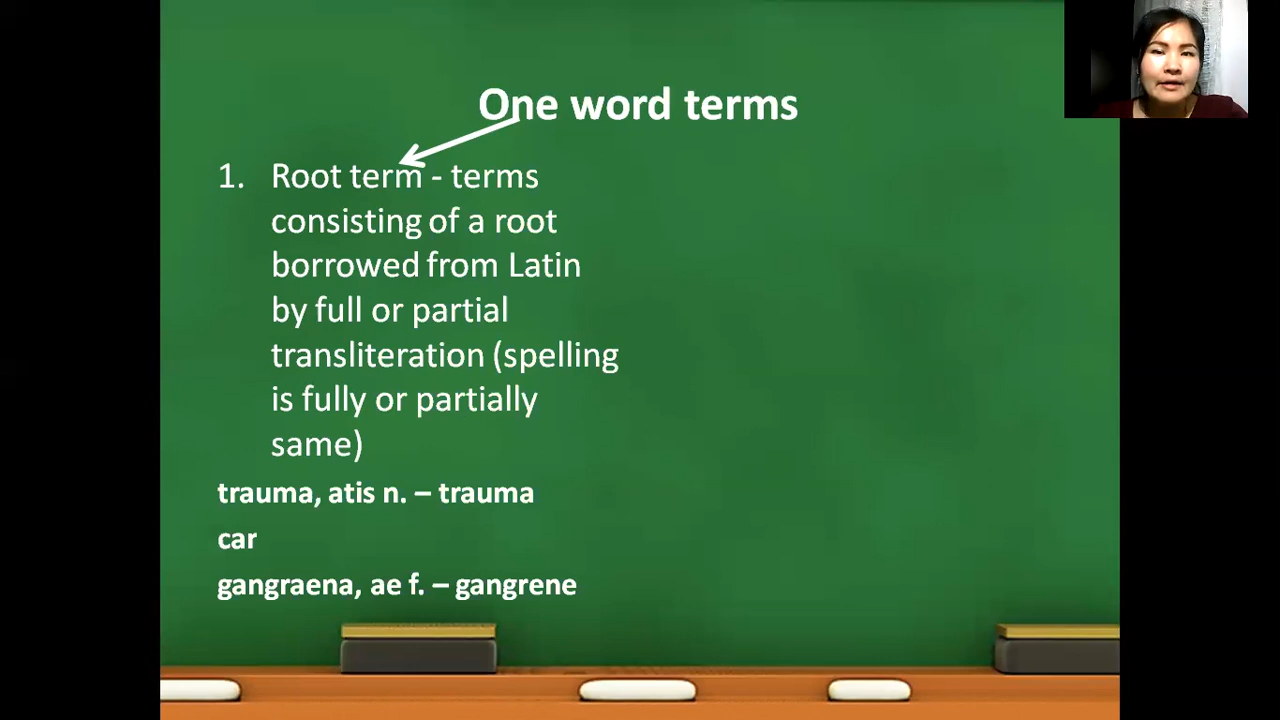 One word terms
1. Root term - terms
consisting of a root
borrowed from Latin
by full or partial
transliteration (spelling
is fully or partially
same)
trauma, atis n. – trauma
car
gangraena, ae f. – gangrene